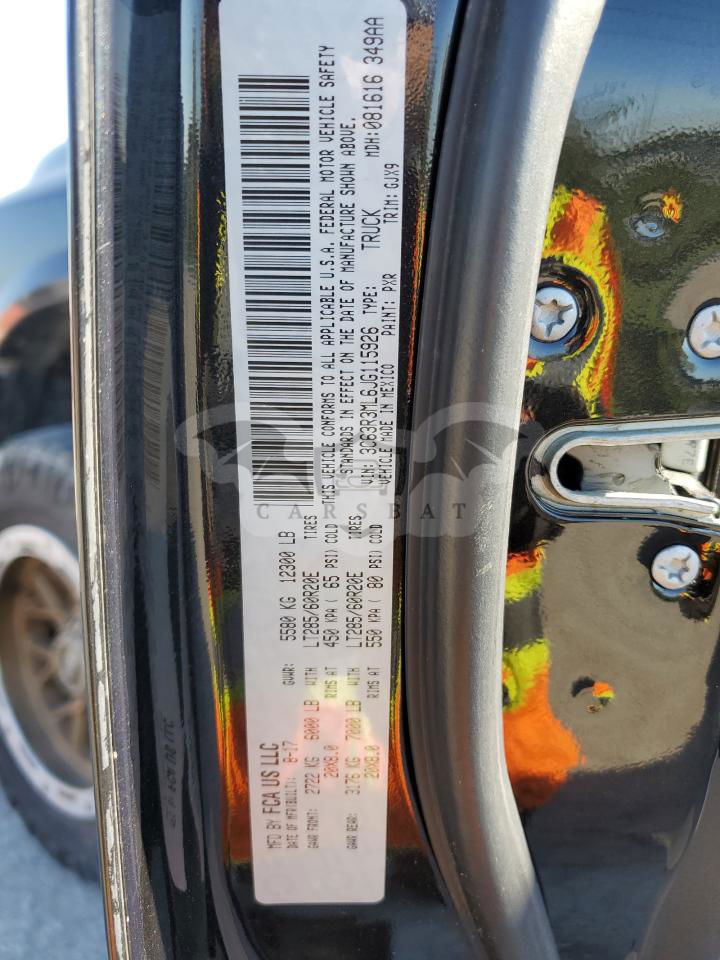 MFD BY FCA US LLC
DATE OF MFR(BUILT): 8-17 GVWR: 5580 KG 12300 LB
GAWR FRONT: 2722 KG 6000 LB WITH LT285/60R20E TIRES
20X8.0 RIMS AT 450 KPA ( 65 PSI) COLD
GAWR REAR: 3176 KG 7000 LB WITH LT285/60R20E TIRES
20X8.0 RIMS AT 550 KPA ( 80 PSI) COLD
THIS VEHICLE CONFORMS TO ALL APPLICABLE U.S.A. FEDERAL MOTOR VEHICLE SAFETY
STANDARDS IN EFFECT ON THE DATE OF MANUFACTURE SHOWN ABOVE.
VIN: 3C63R3ML6JG115926 TYPE: TRUCK MDH: 081616 349AA
VEHICLE MADE IN MEXICO PAINT: PXR TRIM: GJX9
CARSBAT